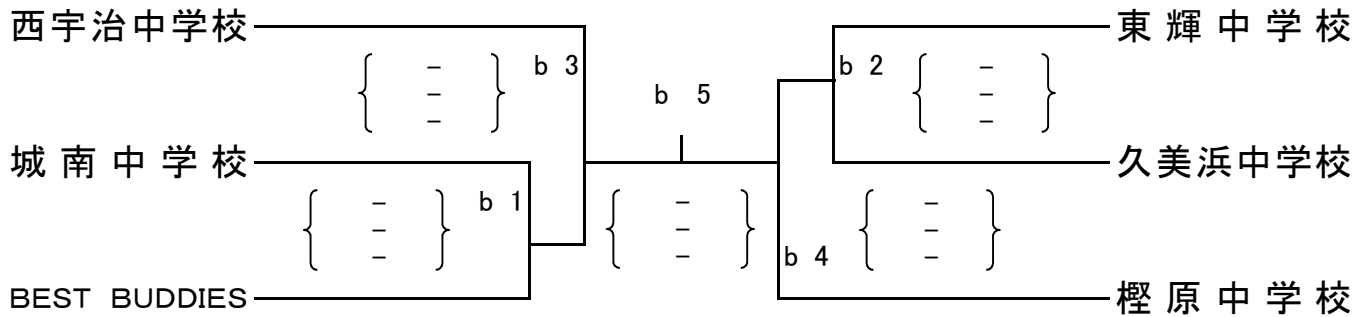 西宇治中学校
東輝中学校
b 3
b 2
–
–
–
–
–
–
b 5
城南中学校
久美浜中学校
b 1
–
–
–
–
–
–
–
–
–
b 4
BEST BUDDIES
樫原中学校